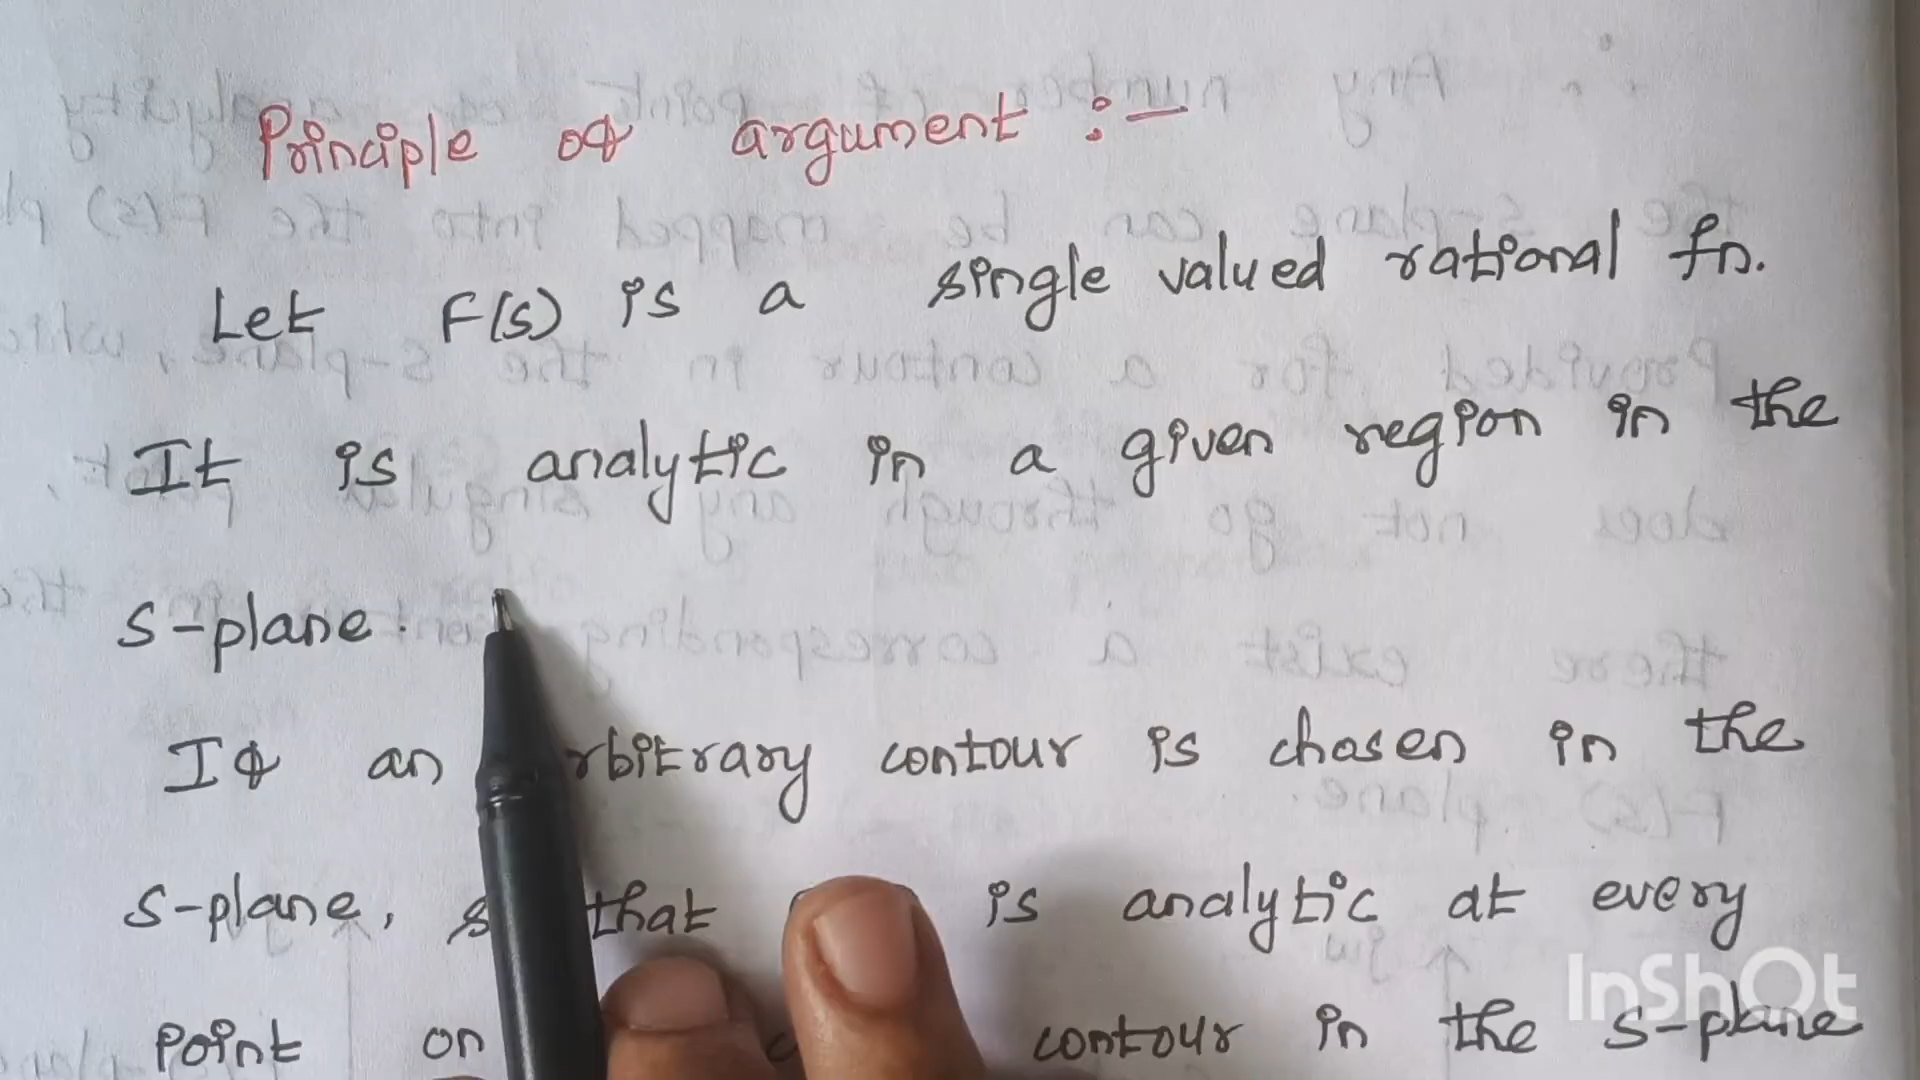 Principle of argument :-
Let F(s) is a single valued rational fn.
It is analytic in a given region in the
s-plane.
If an arbitrary contour is chosen in the
s-plane, that is analytic at every
Point on contour in the s-plane
InShOt